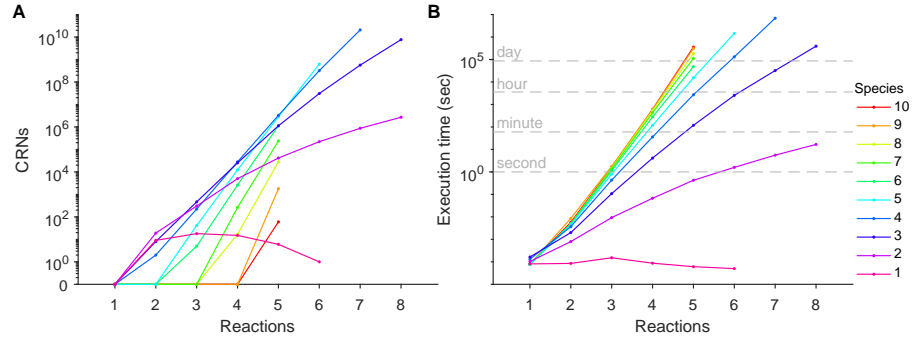 A
CRNs
10^10
10^8
10^6
10^4
10^2
10^0
0
1 2 3 4 5 6 7 8
Reactions
B
Execution time (sec)
10^5
10^0
day
hour
minute
second
1 2 3 4 5 6 7 8
Reactions
Species
10
9
8
7
6
5
4
3
2
1